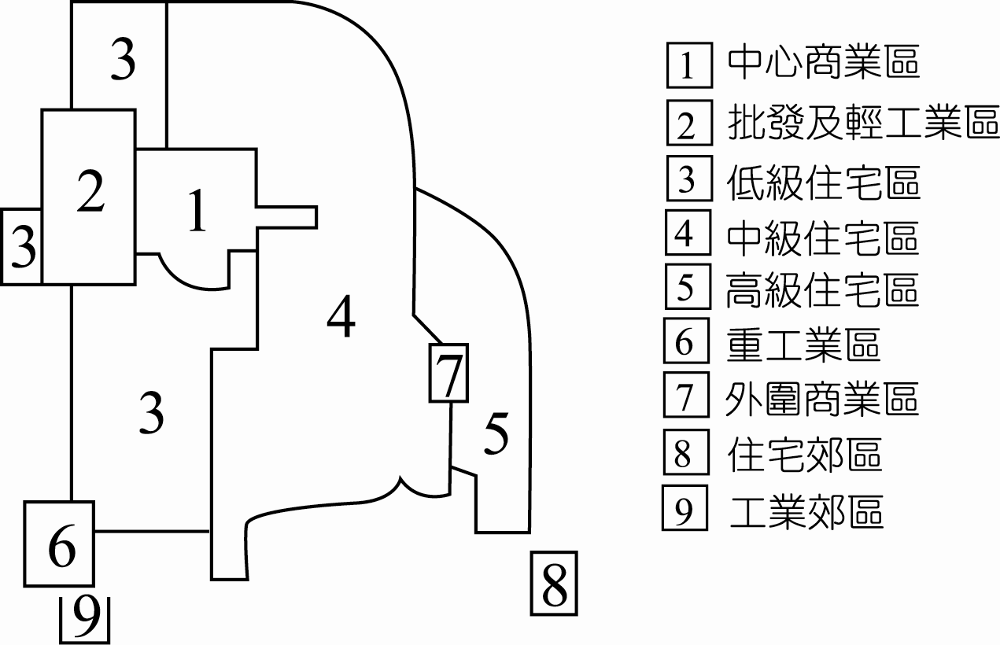 3
2
1
3
4
7
3
5
6
8
9
1 中心商業區
2 批發及輕工業區
3 低級住宅區
4 中級住宅區
5 高級住宅區
6 重工業區
7 外圍商業區
8 住宅郊區
9 工業郊區